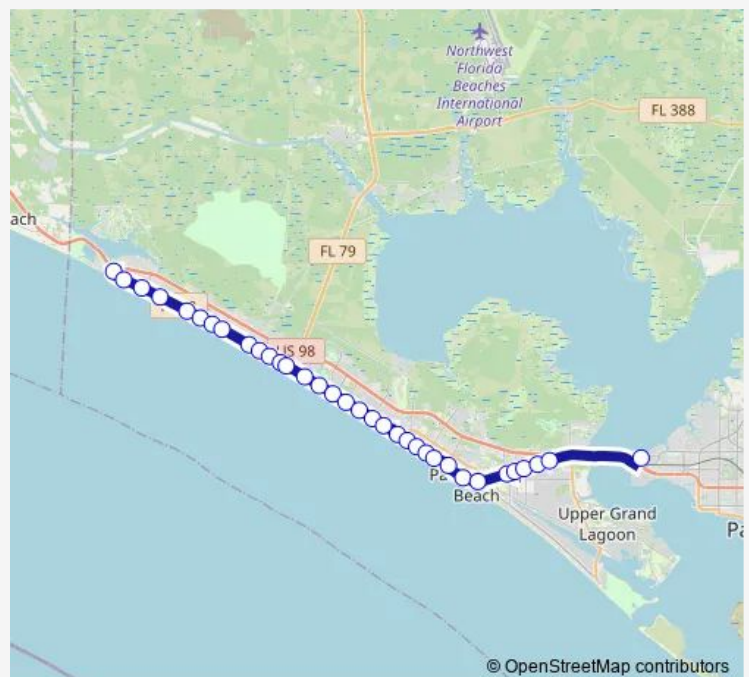 Northwest
Florida
Beaches
International
Airport
FL 388
ach
FL 79
US 98
Pa
Beach
Upper Grand
Lagoon
Pa
© OpenStreetMap contributors